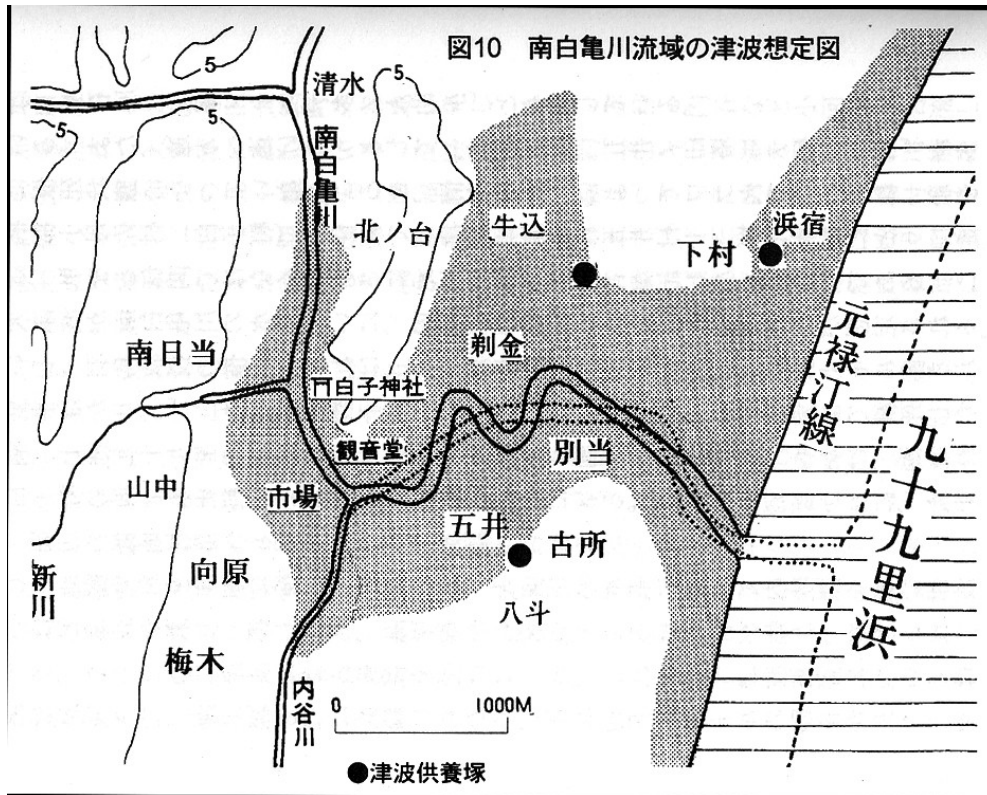 図10 南白亀川流域の津波想定図
5
5
5
5
清水
南白亀川
北ノ台
牛込
下村
浜宿
元禄汀線
九十九里浜
南日当
剃金
白子神社
観音堂
別当
市場
山中
五井
古所
新川
向原
八斗
梅木
内谷川
0 1000M
●津波供養塚